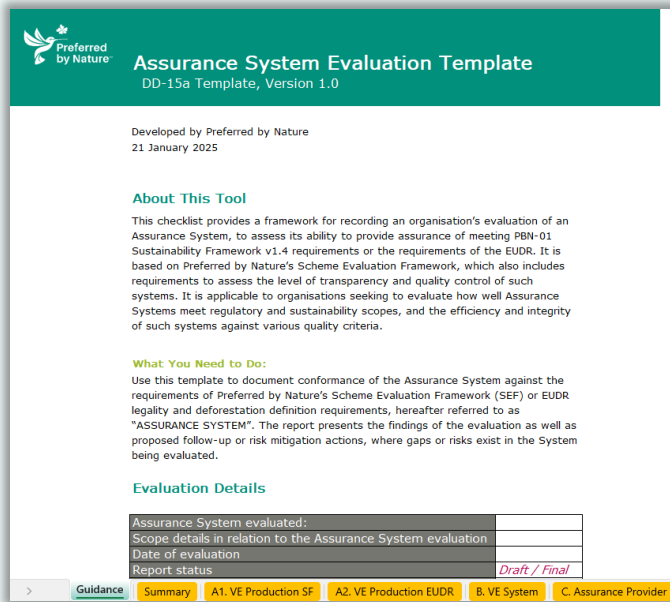 Preferred
by Nature™
Assurance System Evaluation Template
DD-15a Template, Version 1.0
Developed by Preferred by Nature
21 January 2025
About This Tool
This checklist provides a framework for recording an organisation's evaluation of an
Assurance System, to assess its ability to provide assurance of meeting PBN-01
Sustainability Framework v1.4 requirements or the requirements of the EUDR. It is
based on Preferred by Nature's Scheme Evaluation Framework, which also includes
requirements to assess the level of transparency and quality control of such
systems. It is applicable to organisations seeking to evaluate how well Assurance
Systems meet regulatory and sustainability scopes, and the efficiency and integrity
of such systems against various quality criteria.
What You Need to Do:
Use this template to document conformance of the Assurance System against the
requirements of Preferred by Nature's Scheme Evaluation Framework (SEF) or EUDR
legality and deforestation definition requirements, hereafter referred to as
"ASSURANCE SYSTEM". The report presents the findings of the evaluation as well as
proposed follow-up or risk mitigation actions, where gaps or risks exist in the System
being evaluated.
Evaluation Details
Assurance System evaluated:
Scope details in relation to the Assurance System evaluation
Date of evaluation
Report status Draft / Final
Guidance Summary A1. VE Production SF A2. VE Production EUDR B. VE System C. Assurance Provider